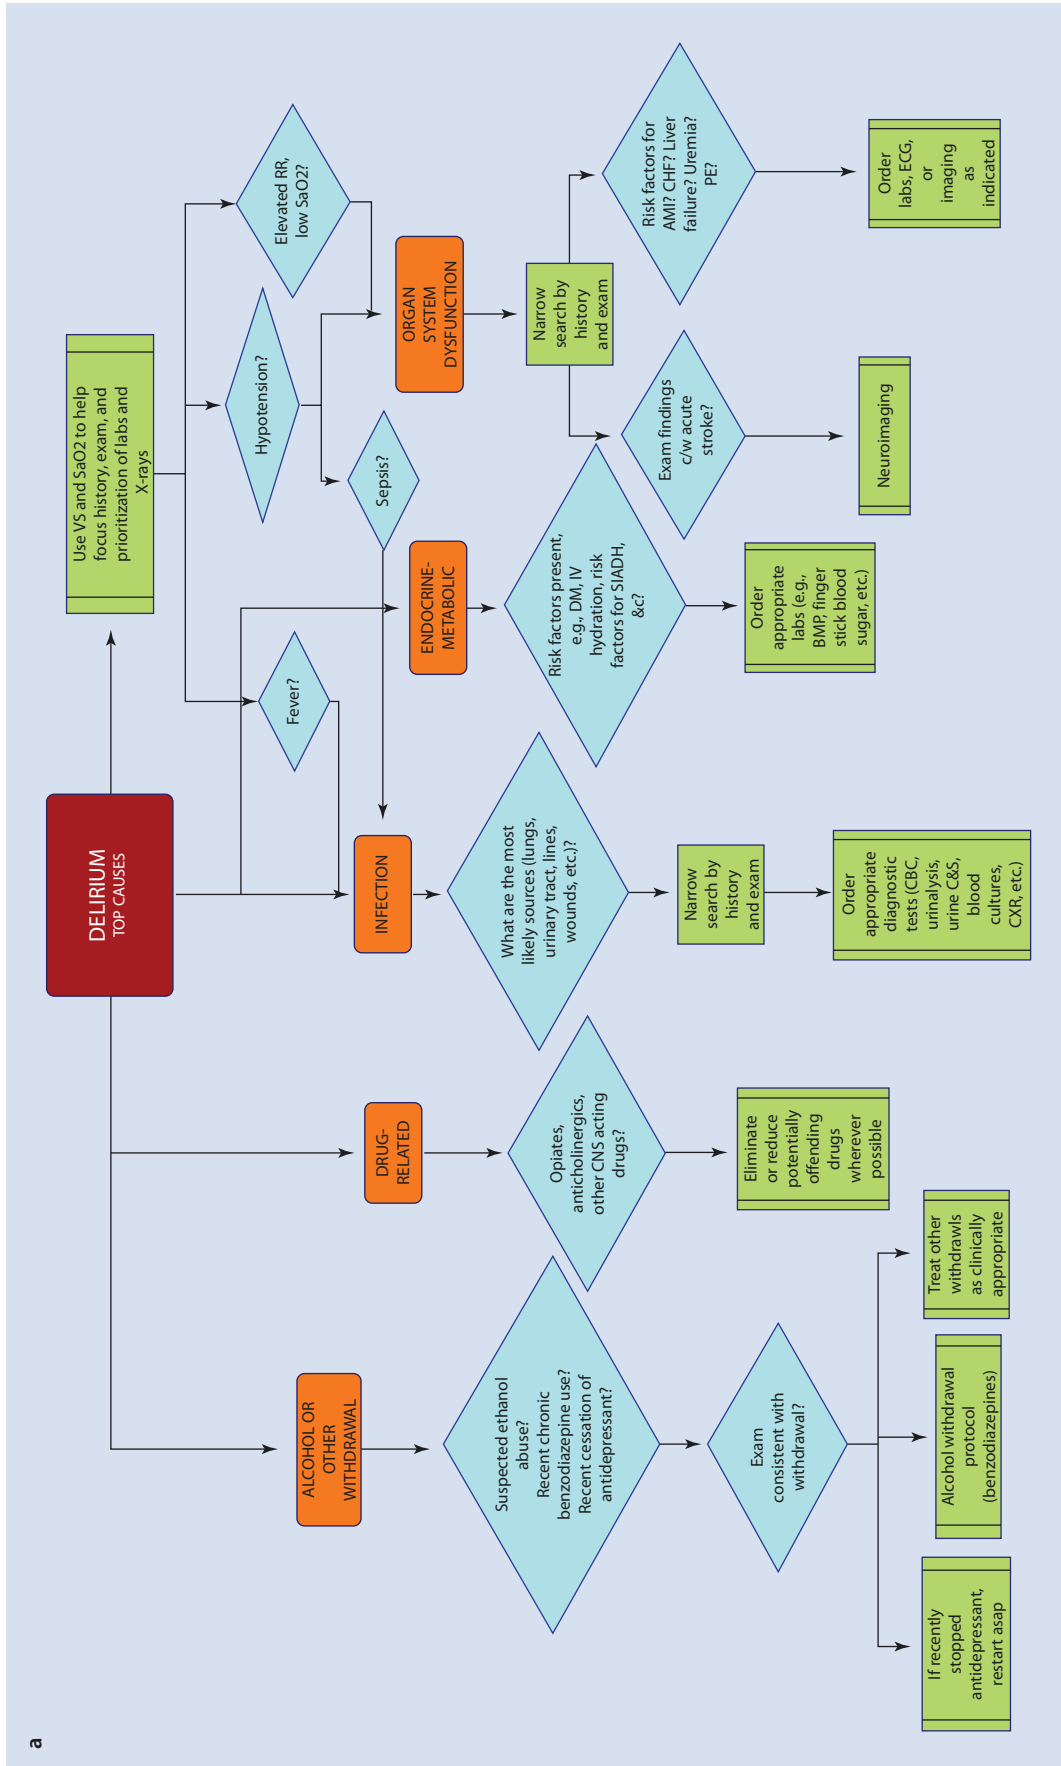 a
DELIRIUM
TOP CAUSES
Use VS and SaO2 to help
focus history, exam, and
prioritization of labs and
X-rays
Fever?
Hypotension?
Elevated RR,
low SaO2?
Sepsis?
ALCOHOL OR
OTHER
WITHDRAWAL
Suspected ethanol
abuse?
Recent chronic
benzodiazepine use?
Recent cessation of
antidepressant?
Exam
consistent with
withdrawal?
If recently
stopped
antidepressant,
restart asap
Alcohol withdrawal
protocol
(benzodiazepines)
Treat other
withdrawls
as clinically
appropriate
DRUG-
RELATED
Opiates,
anticholinergics,
other CNS acting
drugs?
Eliminate
or reduce
potentially
offending
drugs
wherever
possible
INFECTION
What are the most
likely sources (lungs,
urinary tract, lines,
wounds, etc.)?
Narrow
search by
history
and exam
Order
appropriate
diagnostic
tests (CBC,
urinalysis,
urine C&S,
blood
cultures,
CXR, etc.)
ENDOCRINE-
METABOLIC
Risk factors present,
e.g., DM, IV
hydration, risk
factors for SIADH,
&c?
Order
appropriate
labs (e.g.,
BMP, finger
stick blood
sugar, etc.)
ORGAN
SYSTEM
DYSFUNCTION
Narrow
search by
history
and exam
Exam findings
c/w acute
stroke?
Neuroimaging
Risk factors for
AMI? CHF? Liver
failure? Uremia?
PE?
Order
labs, ECG,
or
imaging
as
indicated